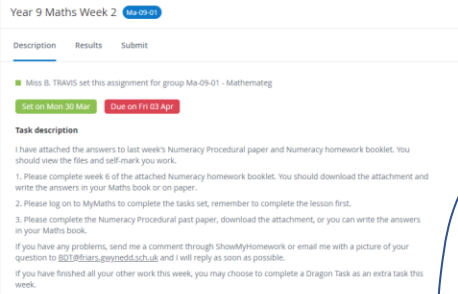 Year 9 Maths Week 2 Ma-09-01
Description Results Submit
Miss B. TRAVIS set this assignment for group Ma-09-01 - Mathemateg
Set on Mon 30 Mar Due on Fri 03 Apr
Task description
I have attached the answers to last week's Numeracy Procedural paper and Numeracy homework booklet. You
should view the files and self-mark you work.
1. Please complete week 6 of the attached Numeracy homework booklet. You should download the attachment and
write the answers in your Maths book or on paper.
2. Please log on to MyMaths to complete the tasks set, remember to complete the lesson first.
3. Please complete the Numeracy Procedural past paper, download the attachment, or you can write the answers
in your Maths book.
If you have any problems, send me a comment through ShowMyHomework or email me with a picture of your
question to BDT@friars.gwynedd.sch.uk and I will reply as soon as possible.
If you have finished all your other work this week, you may choose to complete a Dragon Task as an extra task this
week.